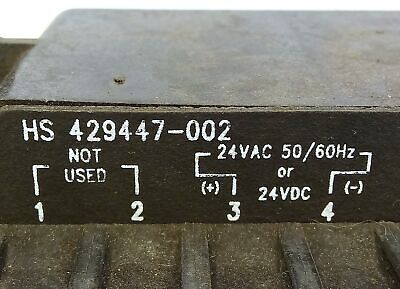 HS 429447-002
NOT USED
24VAC 50/60Hz
or
24VDC
(+) (-)
1 2 3 4